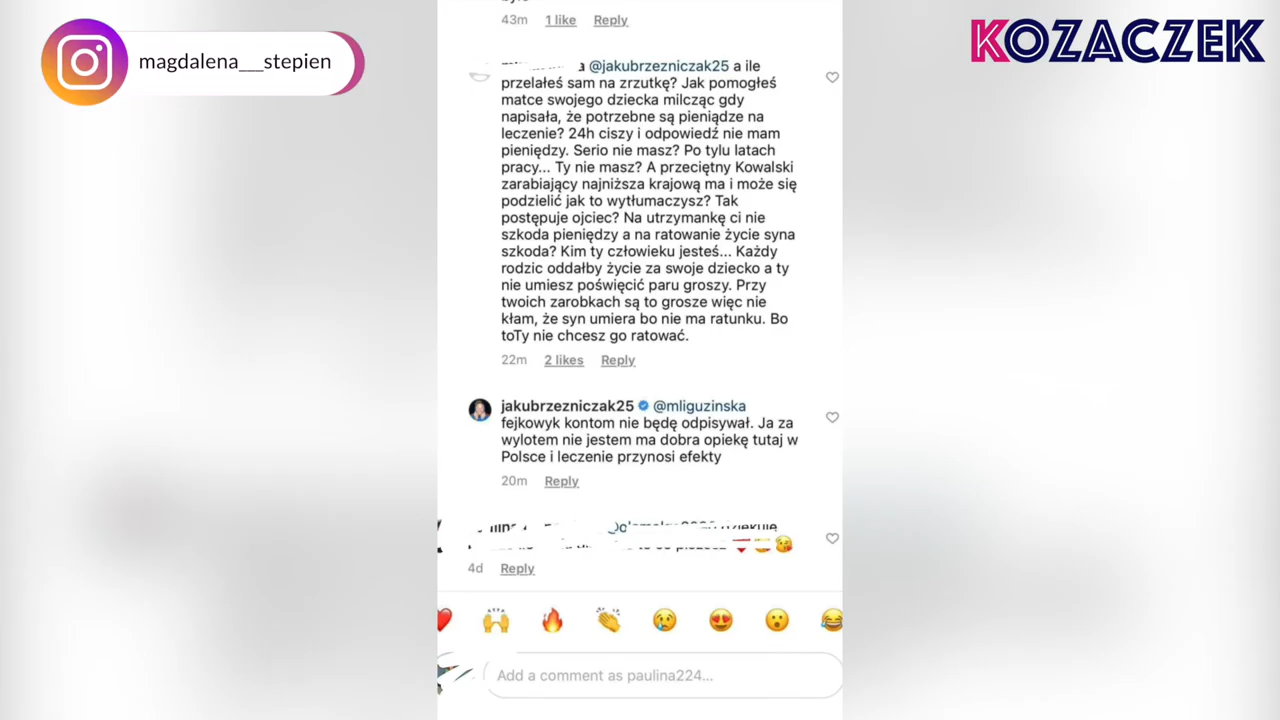 magdalena___stepien
KOZACZEK
43m 1 like Reply
@jakubrzezniczak25 a ile
przelałeś sam na zrzutkę? Jak pomogłeś
matce swojego dziecka milcząc gdy
napisała, że potrzebne są pieniądze na
leczenie? 24h ciszy i odpowiedź nie mam
pieniędzy. Serio nie masz? Po tylu latach
pracy... Ty nie masz? A przeciętny Kowalski
zarabiający najniższa krajową ma i może się
podzielić jak to wytłumaczysz? Tak
postępuje ojciec? Na utrzymankę ci nie
szkoda pieniędzy a na ratowanie życie syna
szkoda? Kim ty człowieku jesteś... Każdy
rodzic oddałby życie za swoje dziecko a ty
nie umiesz poświęcić paru groszy. Przy
twoich zarobkach są to grosze więc nie
kłam, że syn umiera bo nie ma ratunku. Bo
toTy nie chcesz go ratować.
22m 2 likes Reply
jakubrzezniczak25 @mliguzinska
fejkowyk kontom nie będę odpisywał. Ja za
wylotem nie jestem ma dobra opiekę tutaj w
Polsce i leczenie przynosi efekty
20m Reply
4d Reply
Add a comment as paulina224...